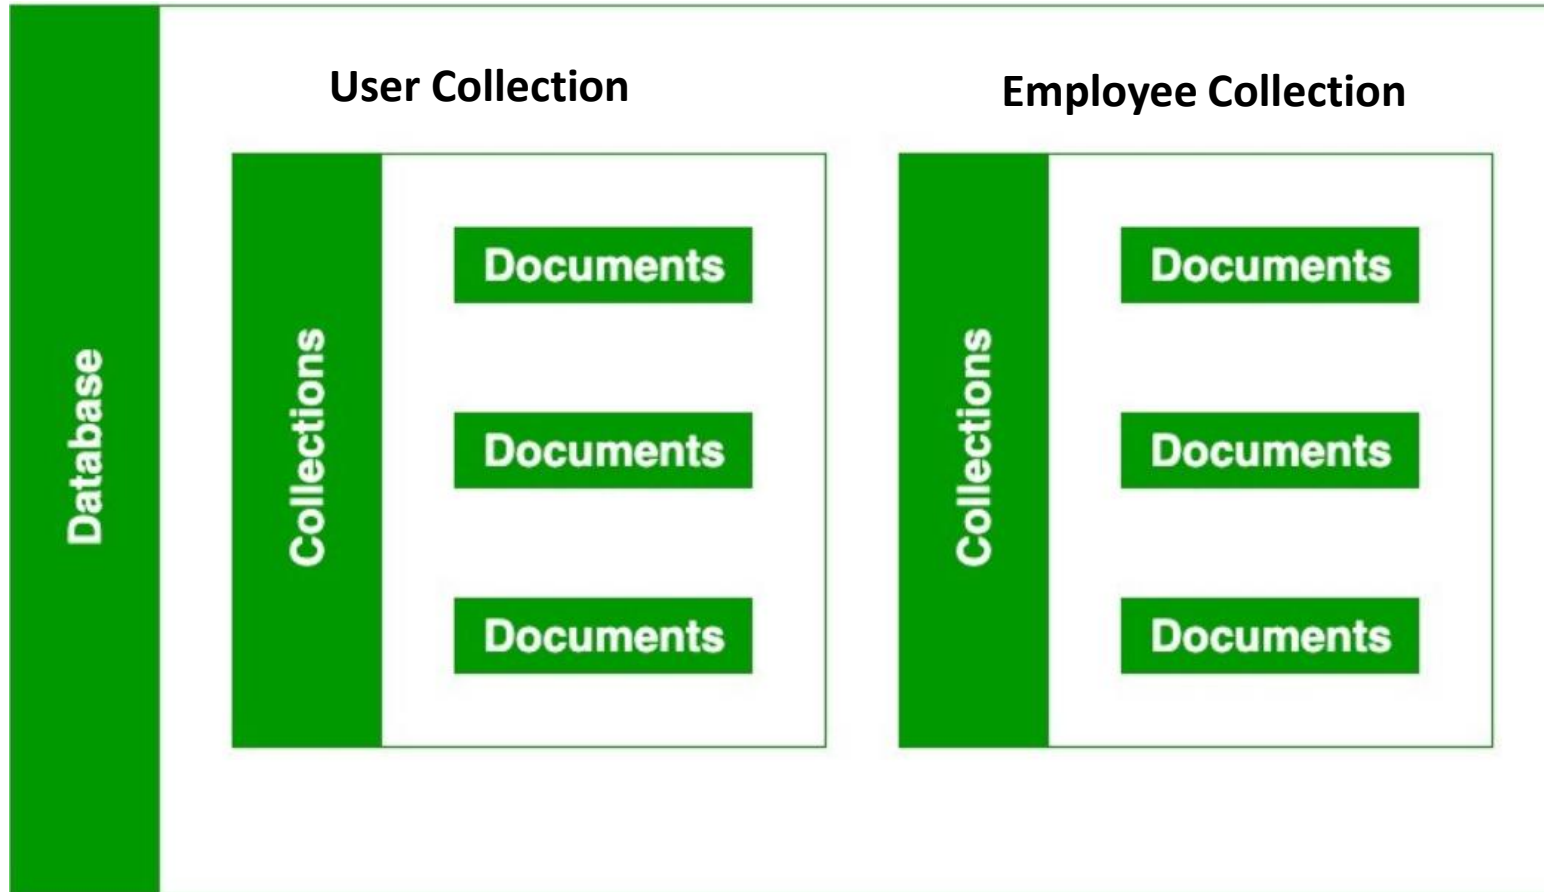 User Collection
Employee Collection
Database
Collections
Documents
Documents
Documents
Collections
Documents
Documents
Documents